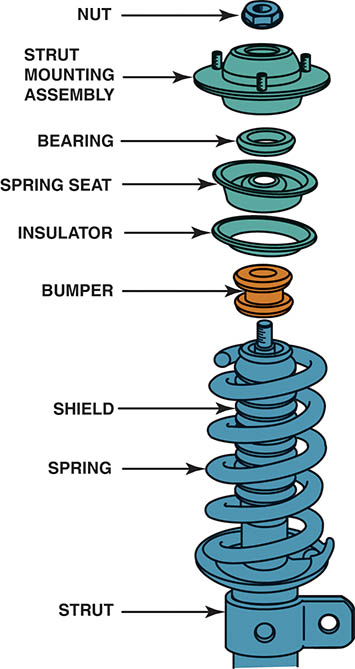 NUT
STRUT
MOUNTING
ASSEMBLY
BEARING
SPRING SEAT
INSULATOR
BUMPER
SHIELD
SPRING
STRUT